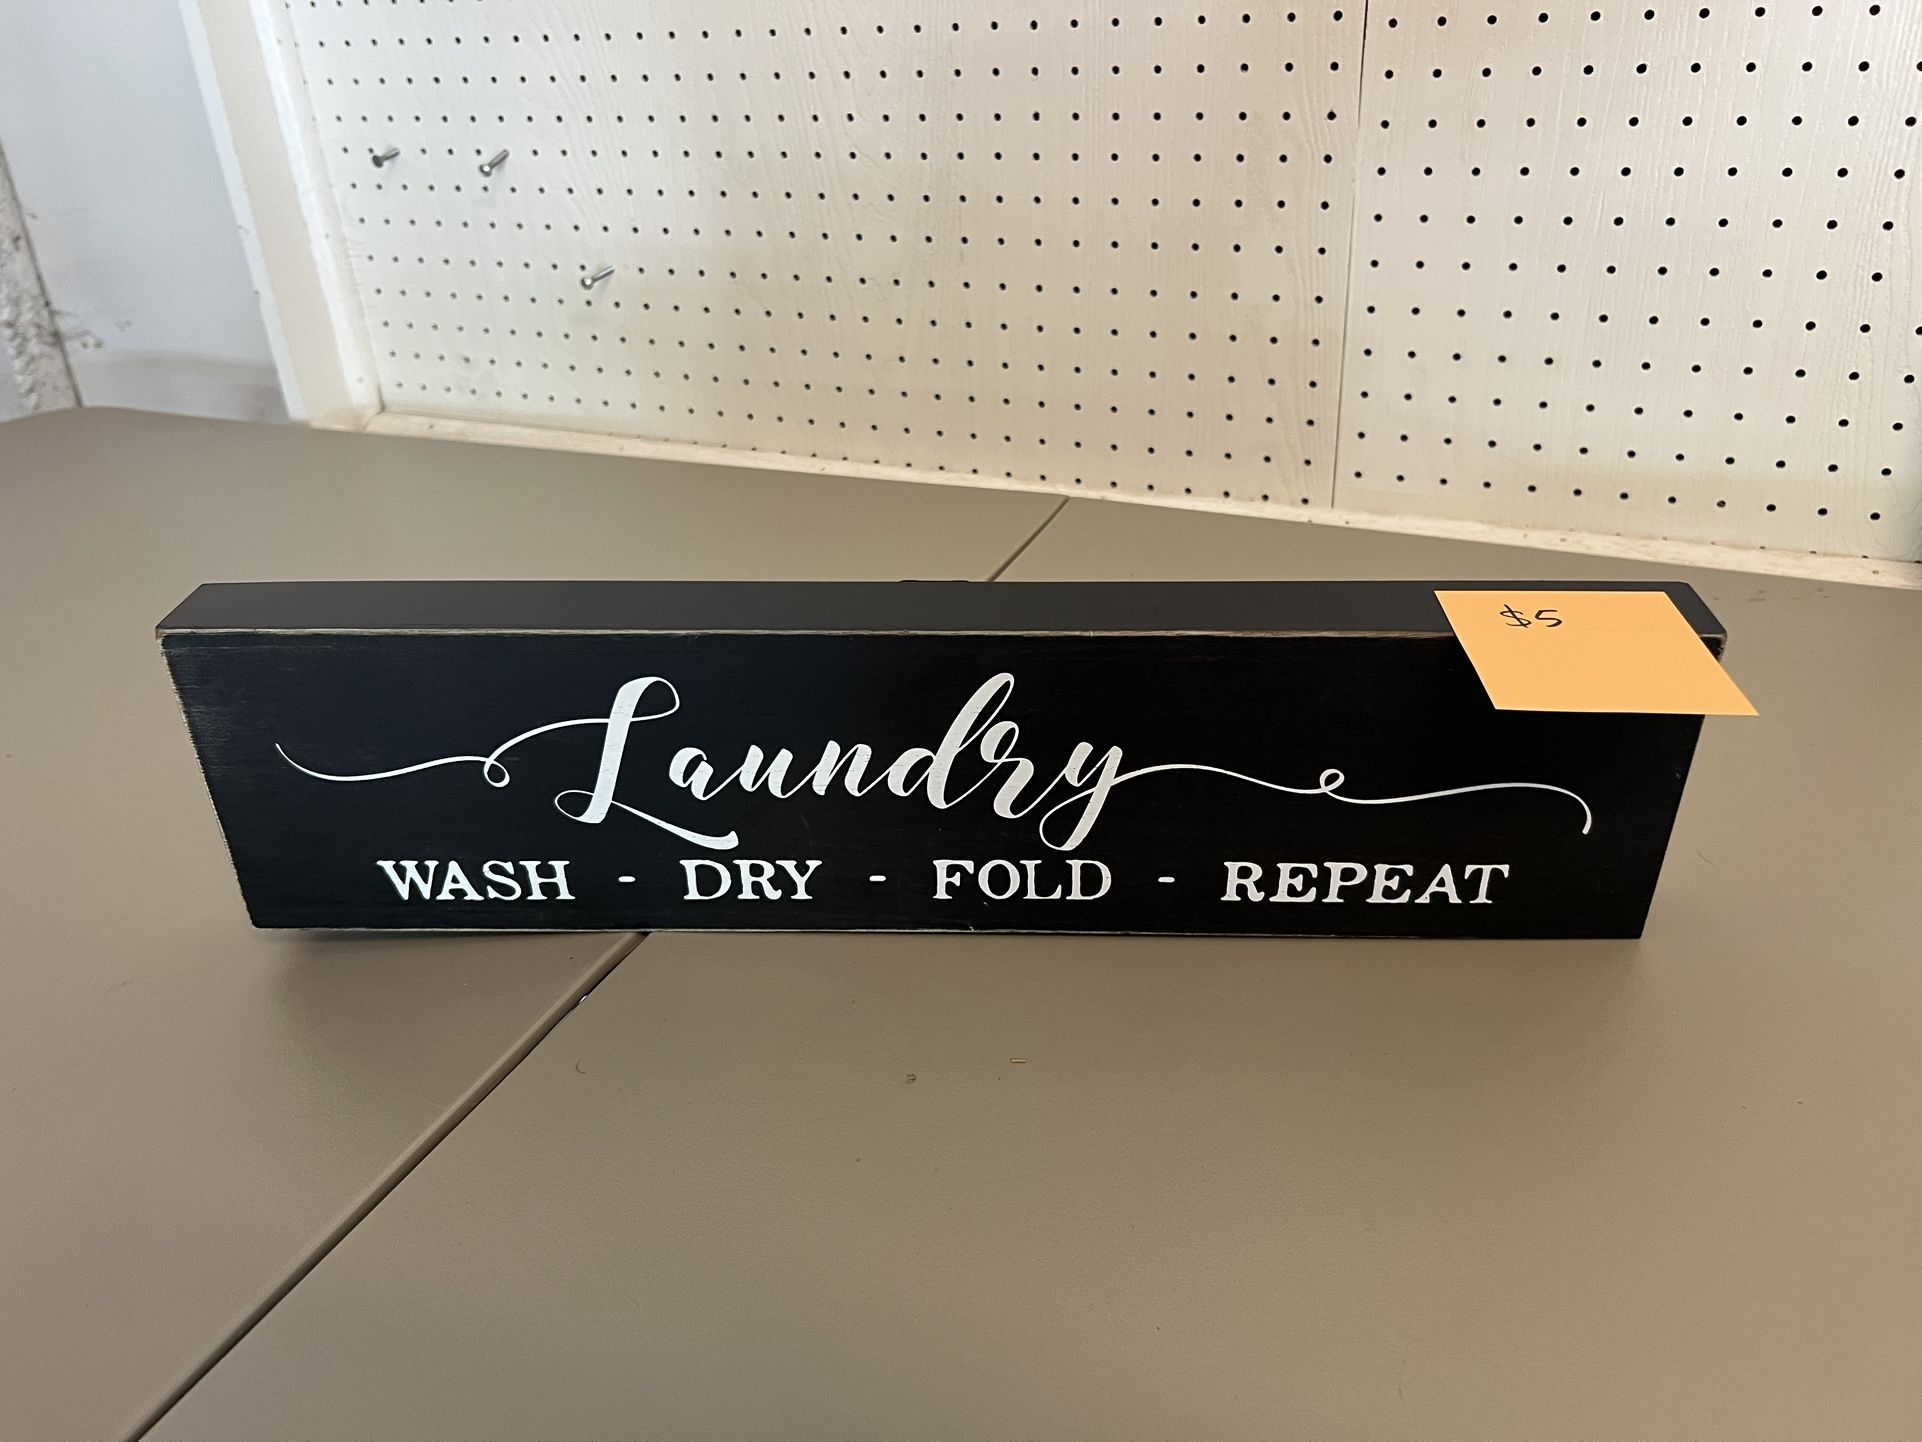 $5
Laundry
WASH - DRY - FOLD - REPEAT